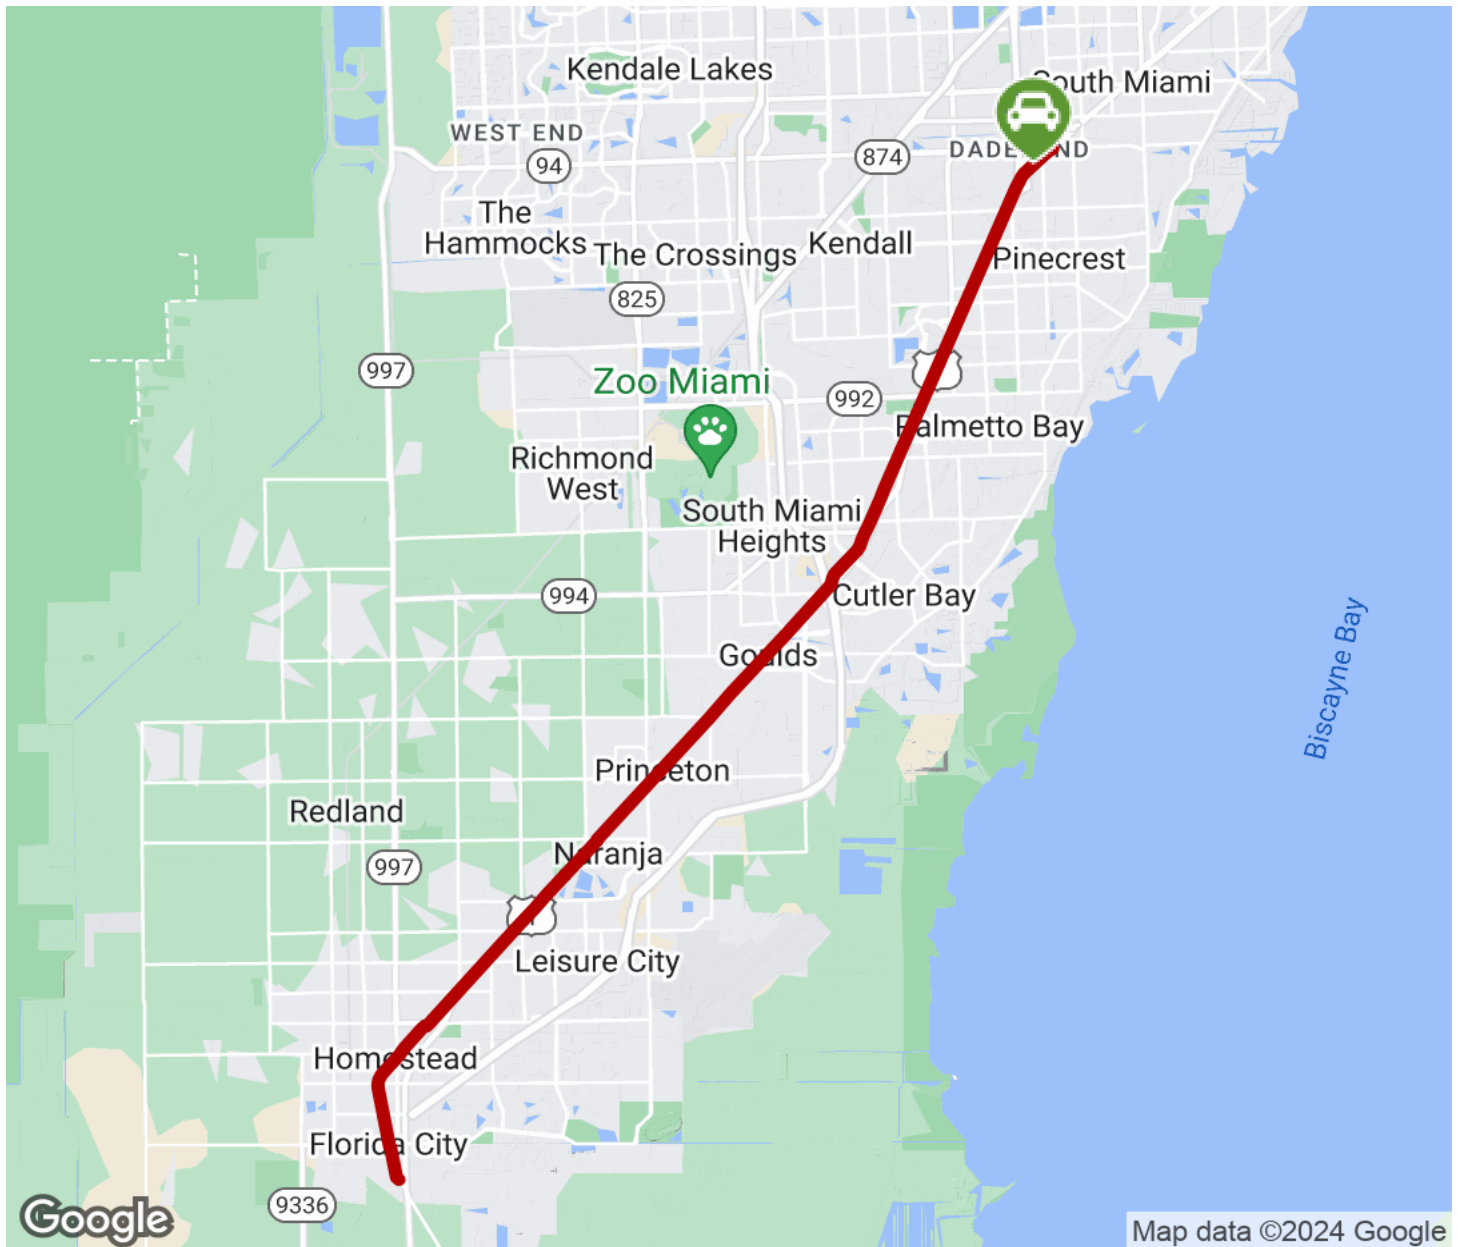 Kendale Lakes
South Miami
WEST END
94
874
The
Hammocks
The Crossings
Kendall
Pinecrest
825
997
Zoo Miami
992
Palmetto Bay
Richmond
West
South Miami
Heights
994
Cutler Bay
Biscayne Bay
Goulds
Princeton
Redland
Naranja
997
Leisure City
Homestead
Florida City
9336
Google
Map data ©2024 Google